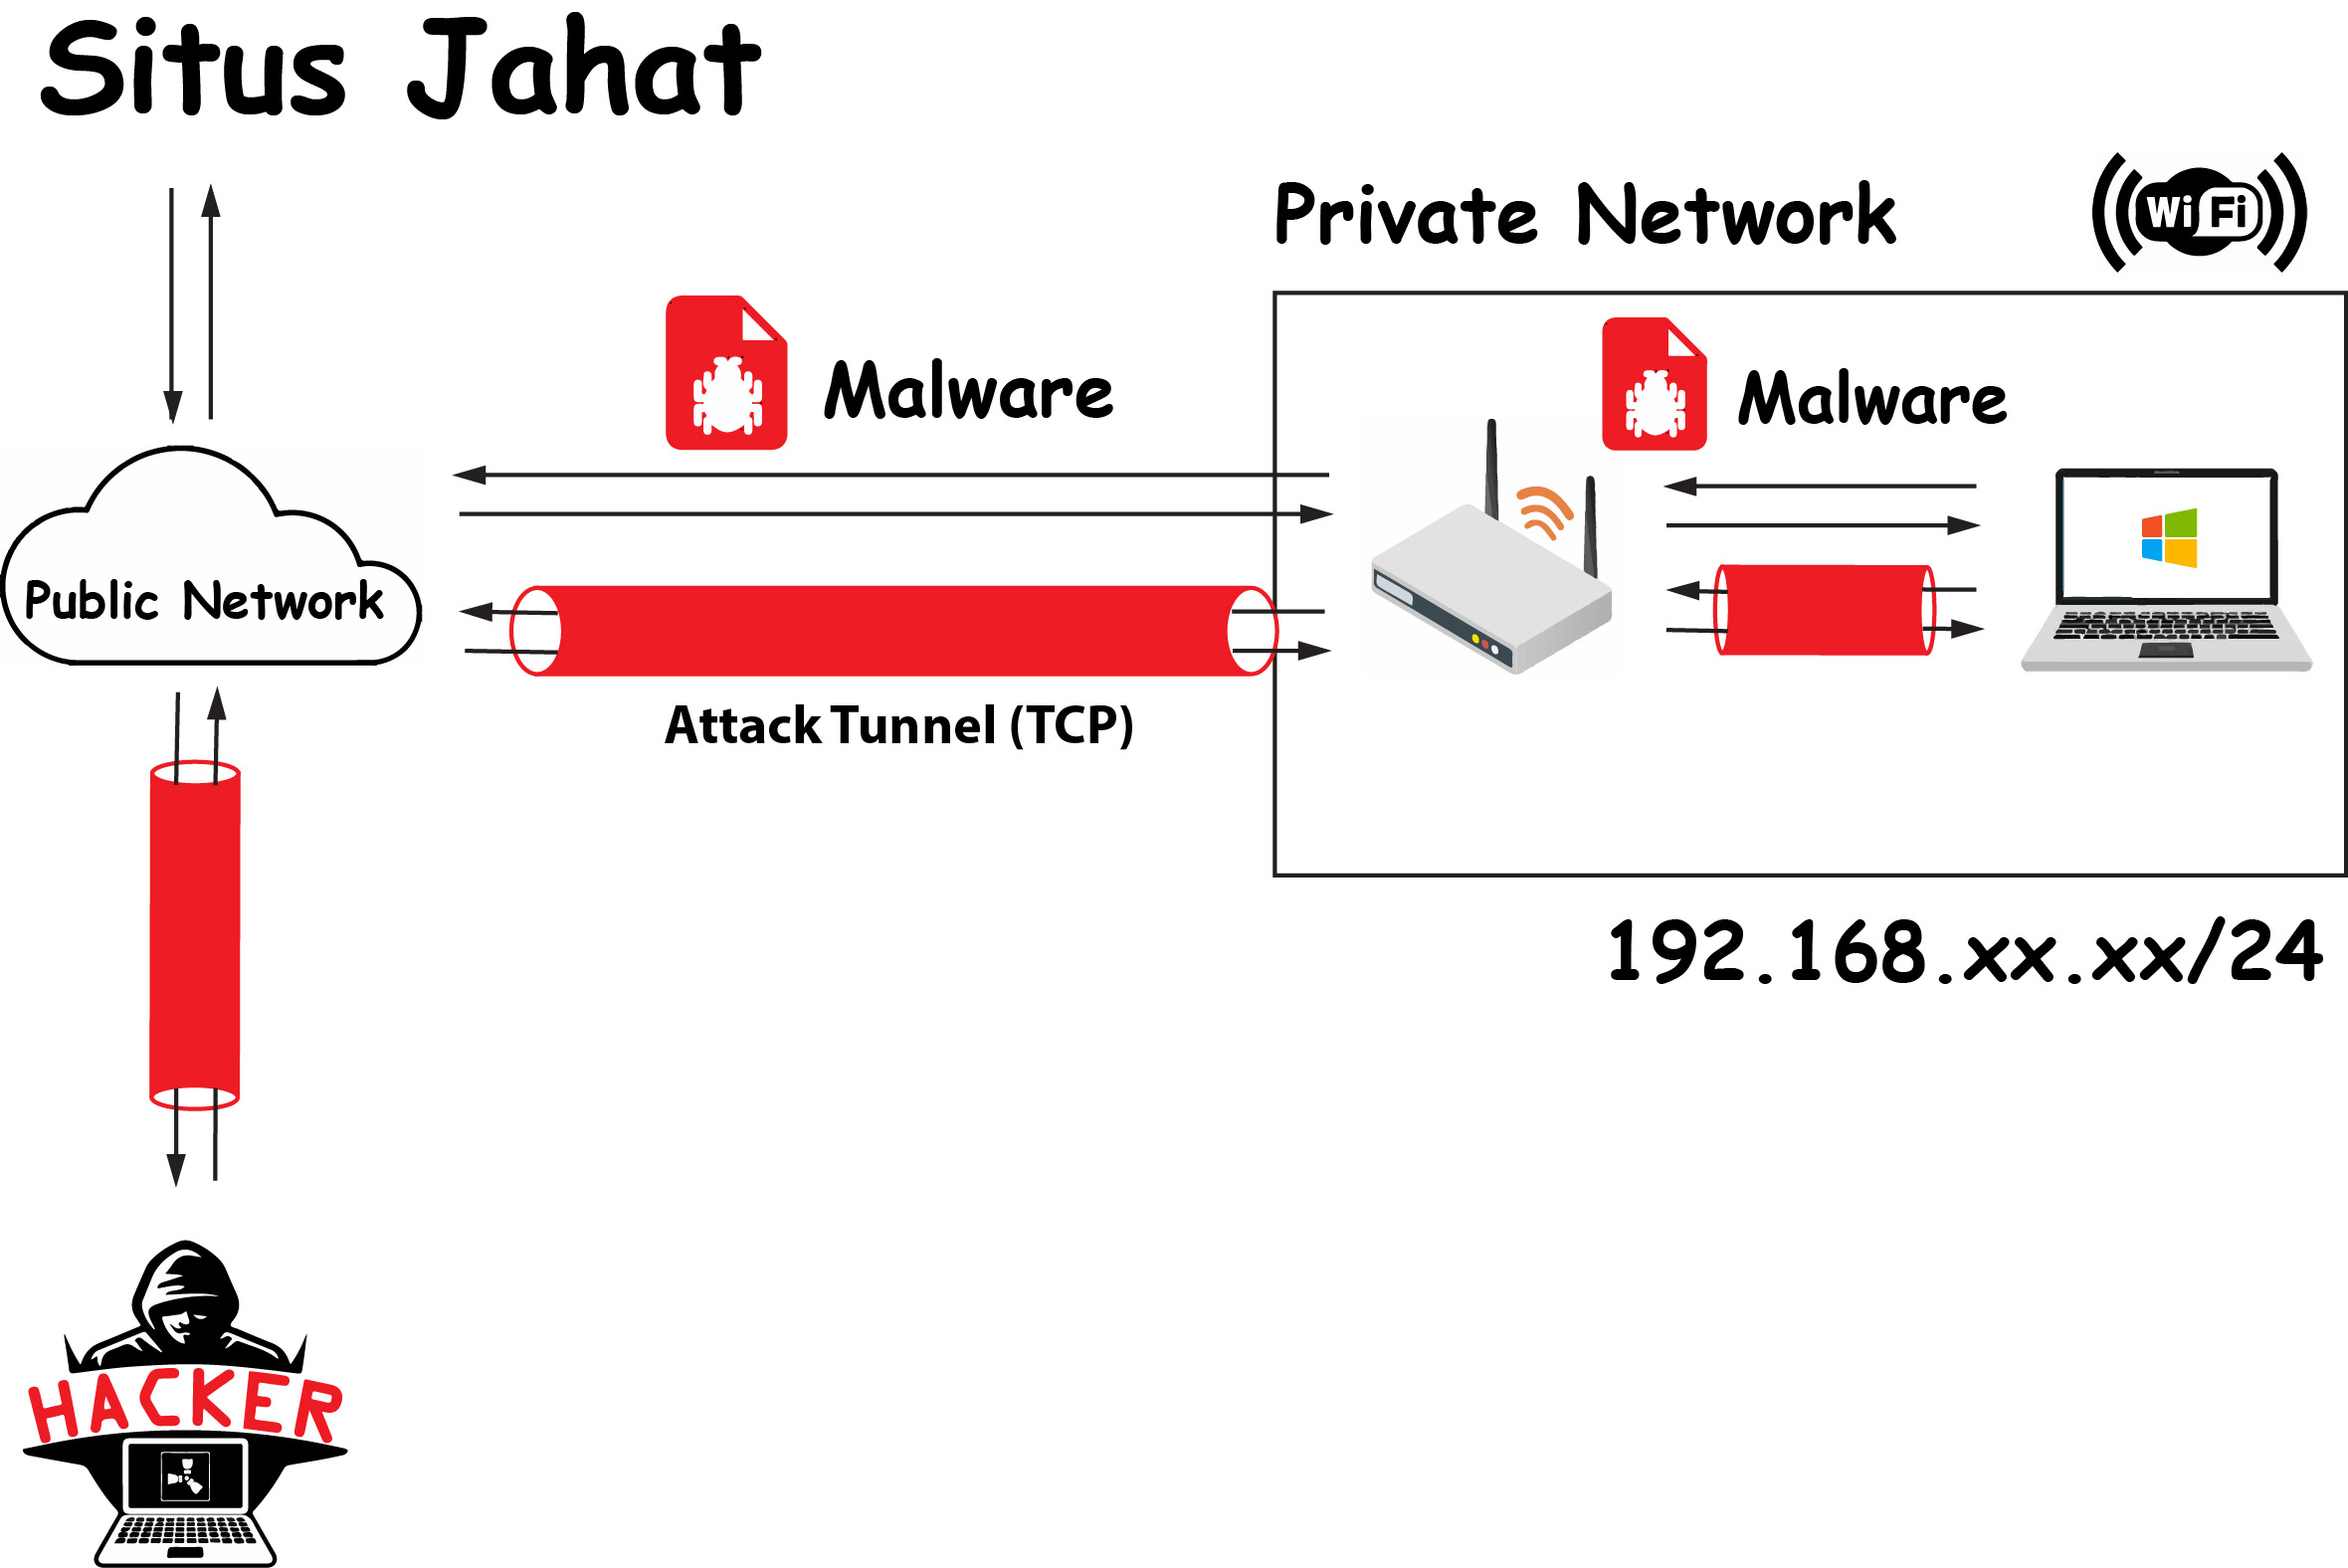 Situs Jahat
Private Network
Wi Fi
Malware
Malware
Public Network
Attack Tunnel (TCP)
192.168.xx.xx/24
HACKER